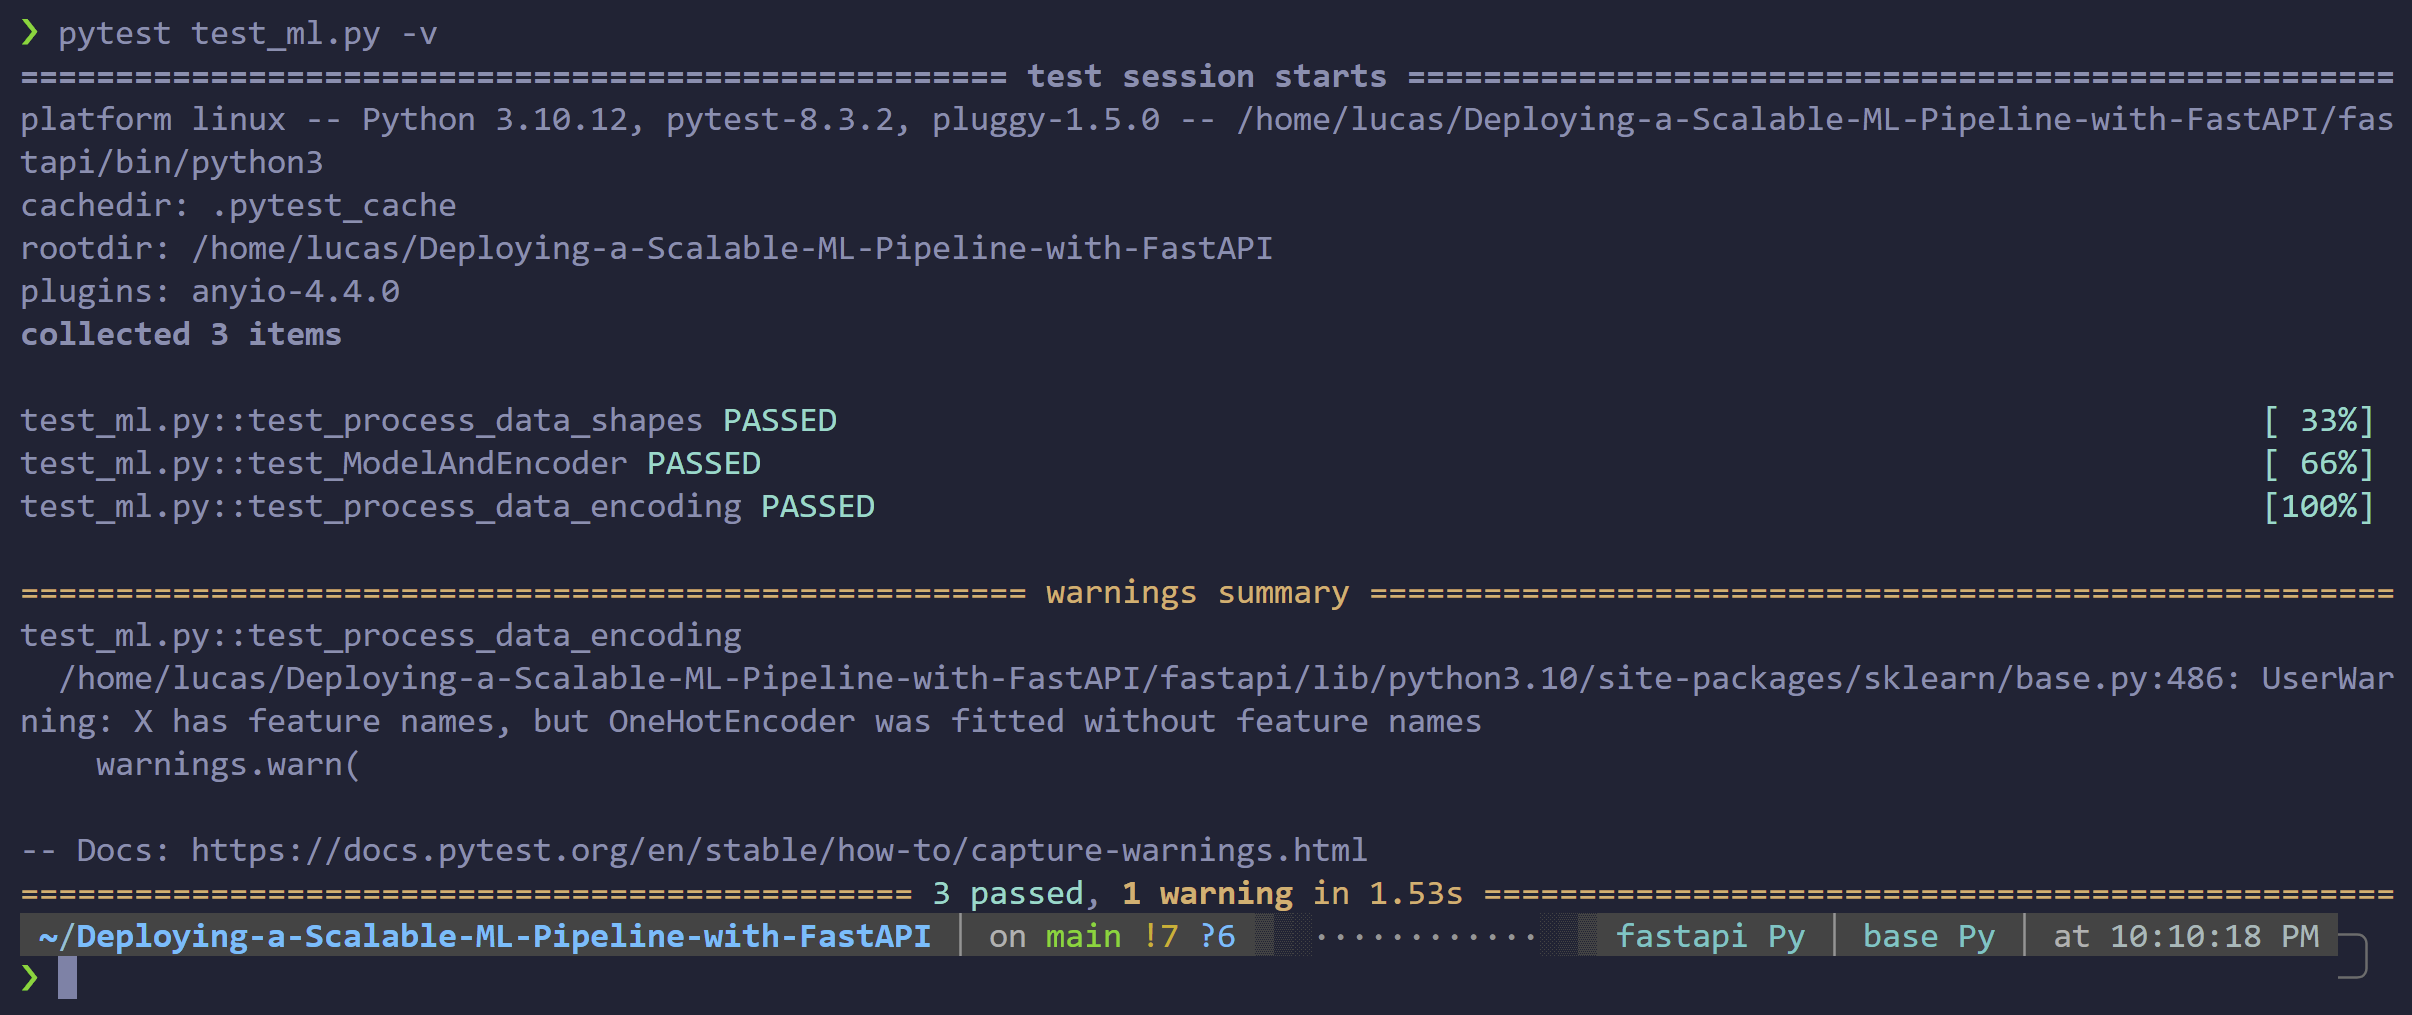 ❯ pytest test_ml.py -v
==================================================== test session starts ====================================================
platform linux -- Python 3.10.12, pytest-8.3.2, pluggy-1.5.0 -- /home/lucas/Deploying-a-Scalable-ML-Pipeline-with-FastAPI/fas
tapi/bin/python3
cachedir: .pytest_cache
rootdir: /home/lucas/Deploying-a-Scalable-ML-Pipeline-with-FastAPI
plugins: anyio-4.4.0
collected 3 items
test_ml.py::test_process_data_shapes PASSED [ 33%]
test_ml.py::test_ModelAndEncoder PASSED [ 66%]
test_ml.py::test_process_data_encoding PASSED [100%]
===================================================== warnings summary ======================================================
test_ml.py::test_process_data_encoding
  /home/lucas/Deploying-a-Scalable-ML-Pipeline-with-FastAPI/fastapi/lib/python3.10/site-packages/sklearn/base.py:486: UserWar
ning: X has feature names, but OneHotEncoder was fitted without feature names
    warnings.warn(
-- Docs: https://docs.pytest.org/en/stable/how-to/capture-warnings.html
=============================================== 3 passed, 1 warning in 1.53s ================================================
~/Deploying-a-Scalable-ML-Pipeline-with-FastAPI | on main !7 ?6 ············ fastapi Py | base Py | at 10:10:18 PM
❯